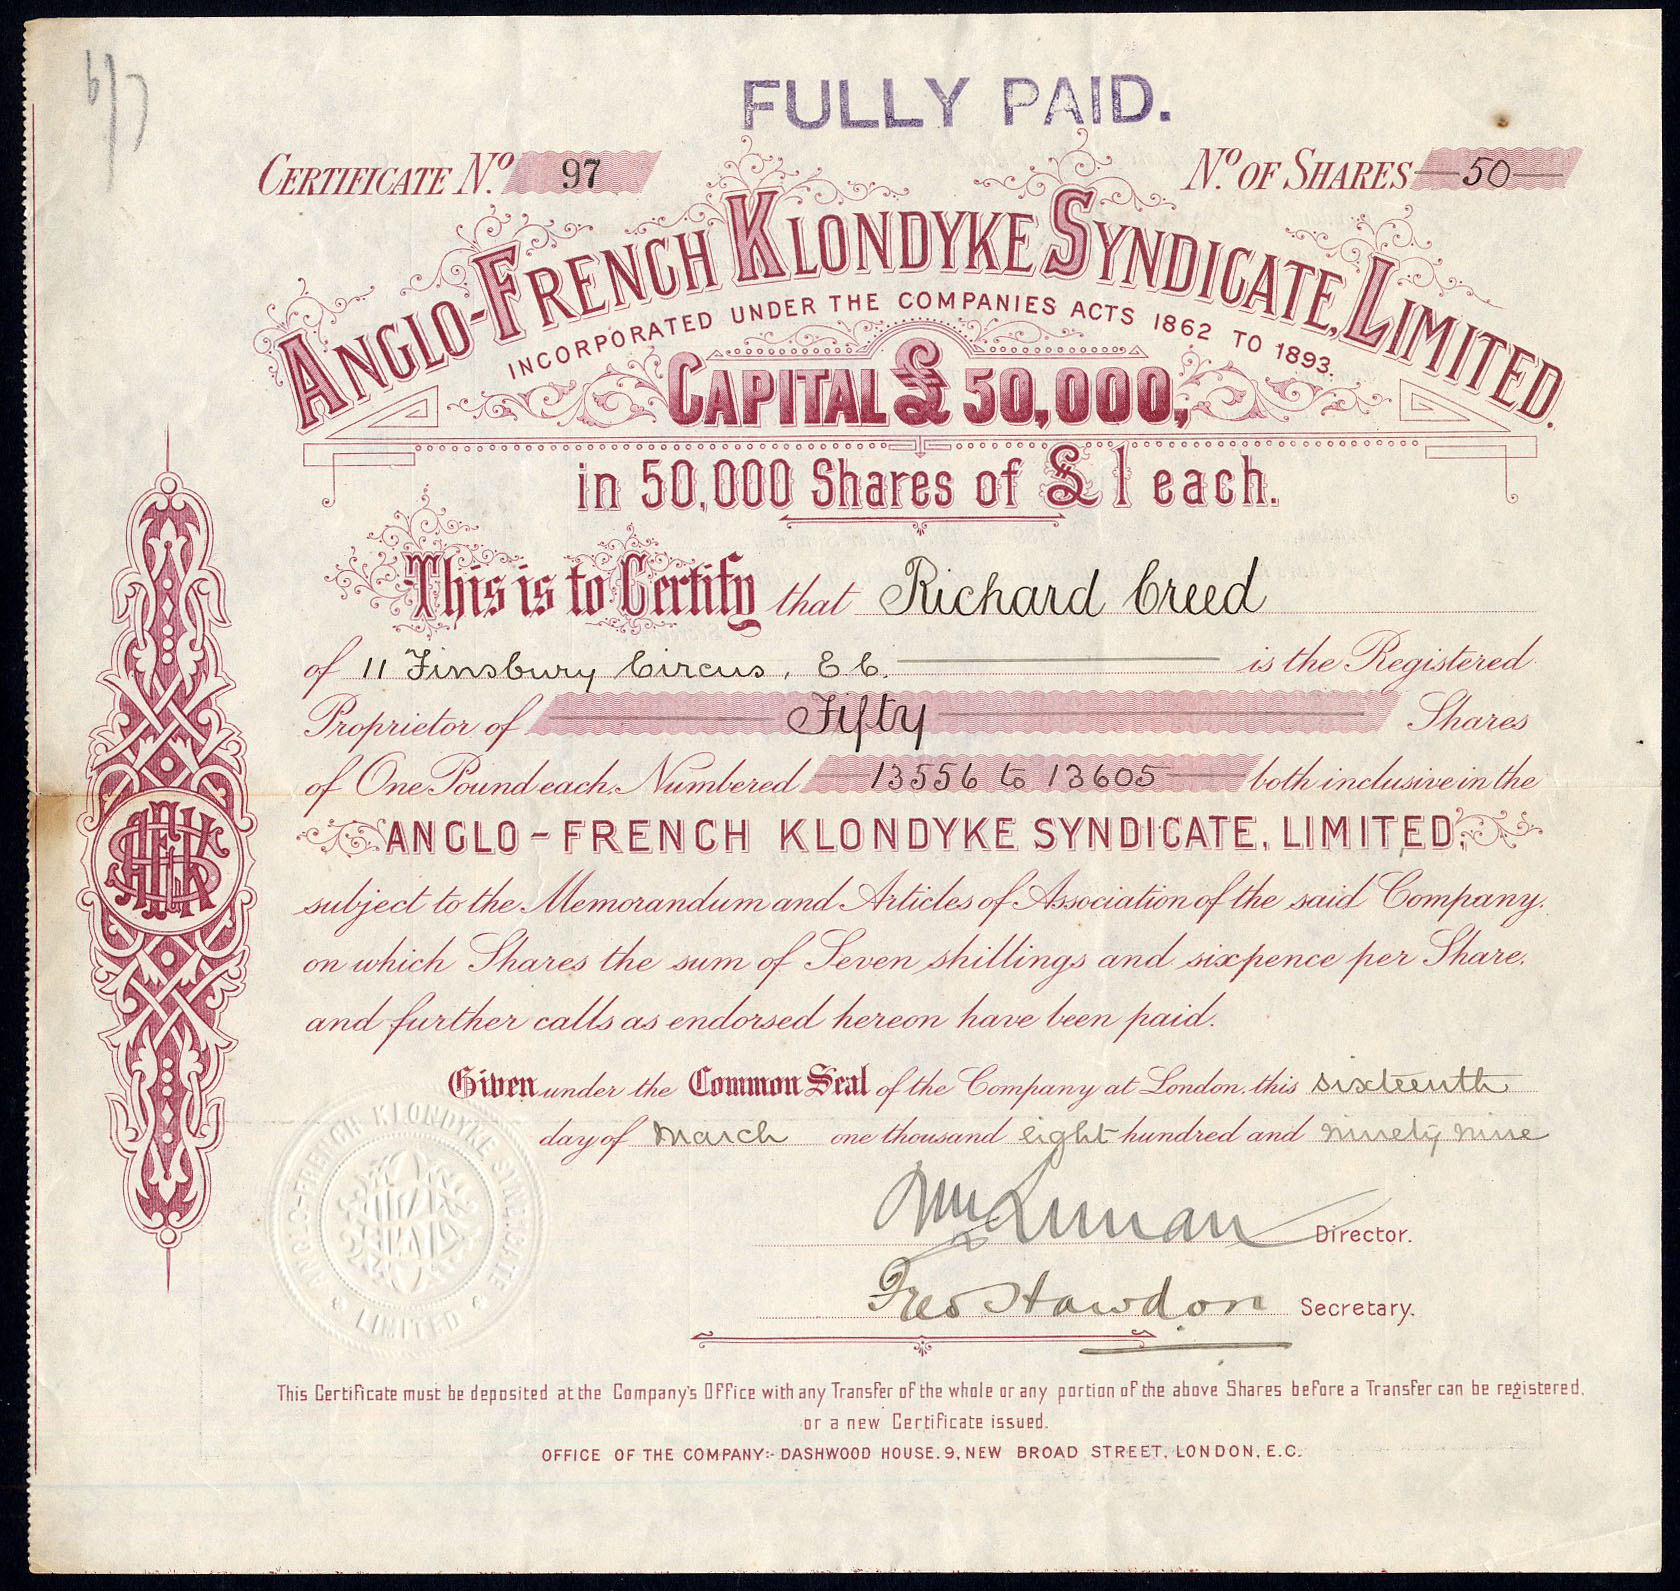 FULLY PAID.
CERTIFICATE No. 97
No. OF SHARES 50
ANGLO-FRENCH KLONDYKE SYNDICATE, LIMITED.
INCORPORATED UNDER THE COMPANIES ACTS 1862 TO 1893.
CAPITAL £50,000,
in 50,000 Shares of £1 each.
This is to Certify that Richard Creed
of 11 Finsbury Circus, E C. is the Registered
Proprietor of Fifty Shares
of One Pound each Numbered 13556 to 13605 both inclusive in the
ANGLO-FRENCH KLONDYKE SYNDICATE, LIMITED,
subject to the Memorandum and Articles of Association of the said Company.
on which Shares the sum of Seven shillings and sixpence per Share.
and further calls as endorsed hereon have been paid.
Given under the Common Seal of the Company at London, this sixteenth
day of March one thousand eight hundred and ninety nine
ANGLO-FRENCH KLONDYKE SYNDICATE
LIMITED
Director.
Hawdon Secretary.
This Certificate must be deposited at the Company's Office with any Transfer of the whole or any portion of the above Shares before a Transfer can be registered,
or a new Certificate issued.
OFFICE OF THE COMPANY:- DASHWOOD HOUSE. 9, NEW BROAD STREET, LONDON, E.C.